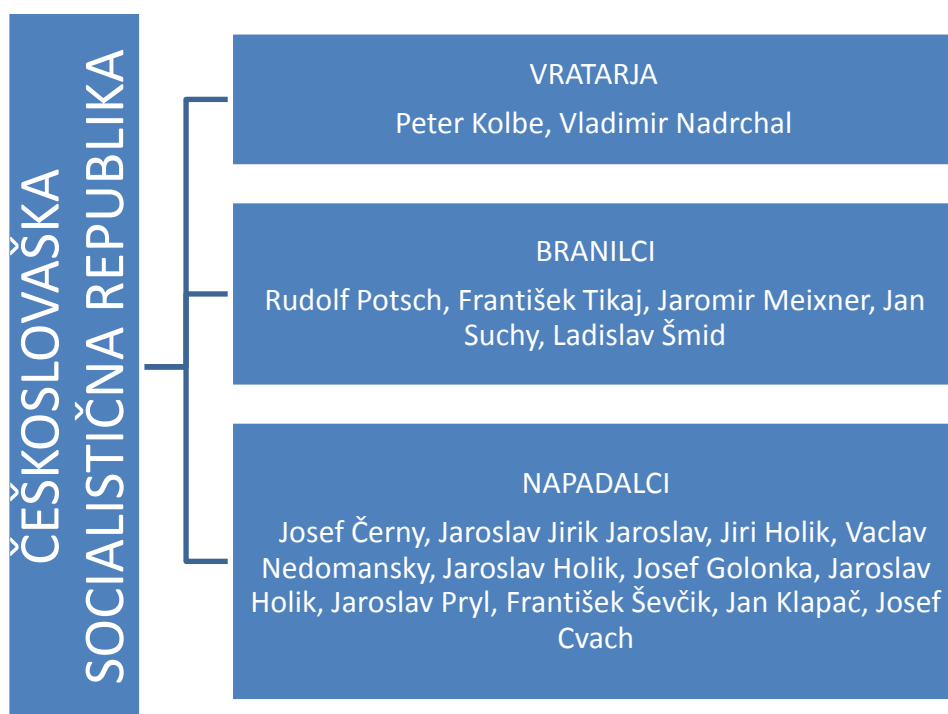 ČEŠKOSLOVAŠKA
SOCIALISTIČNA REPUBLIKA
VRATARJA
Peter Kolbe, Vladimir Nadrchal
BRANILCI
Rudolf Potsch, František Tikaj, Jaromir Meixner, Jan
Suchy, Ladislav Šmid
NAPADALCI
Josef Černy, Jaroslav Jirik Jaroslav, Jiri Holik, Vaclav
Nedomansky, Jaroslav Holik, Josef Golonka, Jaroslav
Holik, Jaroslav Pryl, František Ševčik, Jan Klapač, Josef
Cvach